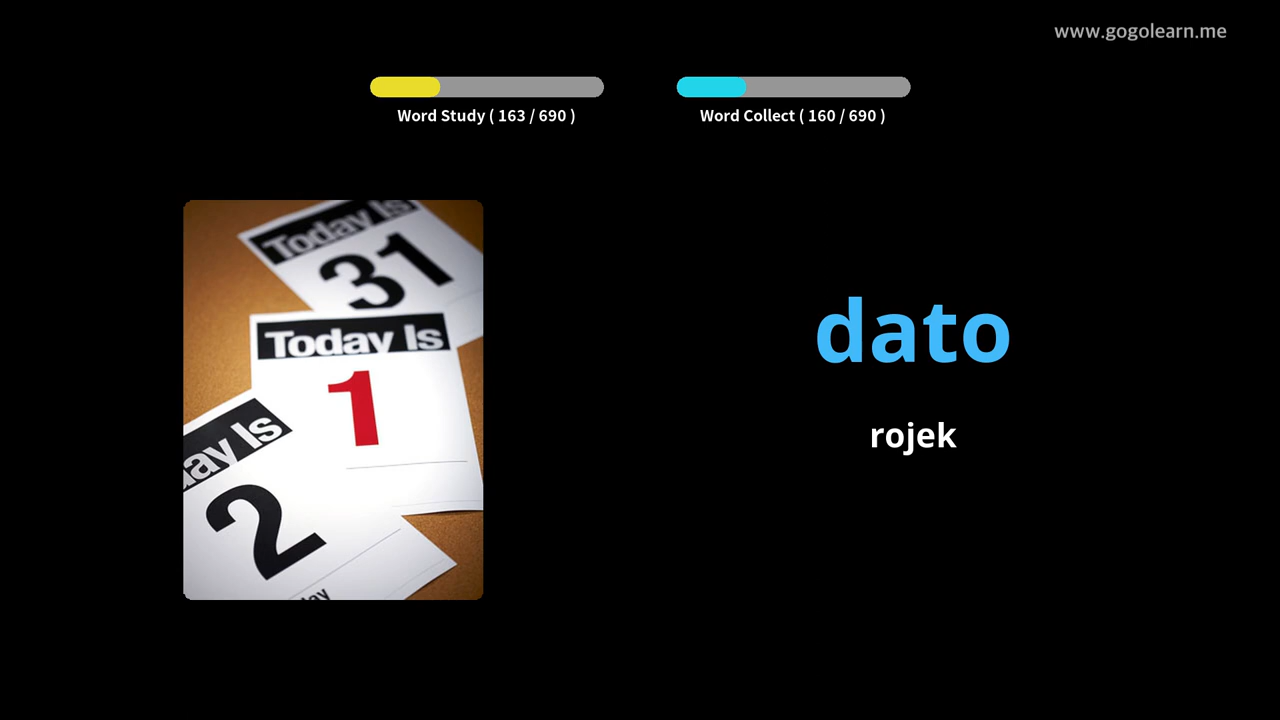 www.gogolearn.me
Word Study ( 163 / 690 )
Word Collect ( 160 / 690 )
Today Is
31
Today Is
1
ay Is
2
day
dato
rojek